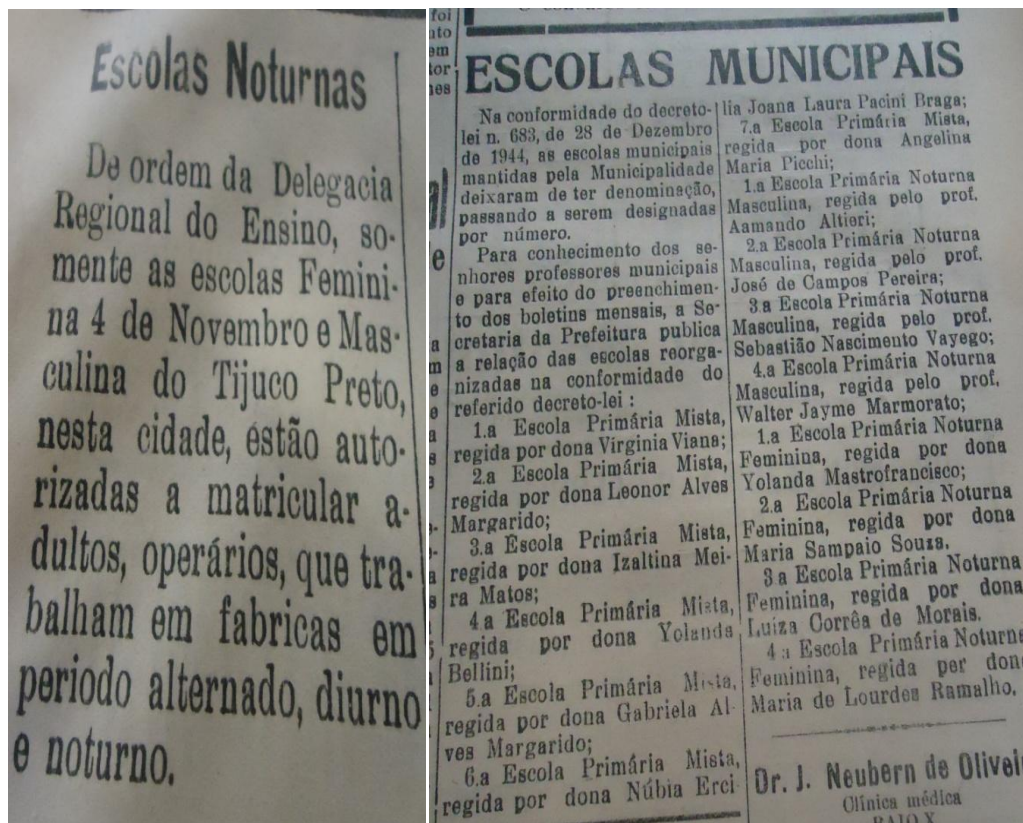 Escolas Noturnas
De ordem da Delegacia
Regional do Ensino, so-
mente as escolas Femini-
na 4 de Novembro e Mas-
culina do Tijuco Preto,
nesta cidade, estão auto-
rizadas a matricular a-
dultos, operários, que tra-
balham em fabricas em
periodo alternado, diurno
e noturno.
foi
em
ESCOLAS MUNICIPAIS
Na conformidade do decreto-
lei n. 683, de 28 de Dezembro
de 1944, as escolas municipais
mantidas pela Municipalidade
deixaram de ter denominação,
passando a serem designadas
por número.
Para conhecimento dos se-
nhores professores municipais
e para efeito do preenchimen-
to dos boletins mensais, a Se-
cretaria da Prefeitura publica
a relação das escolas reorga-
nizadas na conformidade do
referido decreto-lei :
1.a Escola Primária Mista,
regida por dona Virginia Viana;
2.a Escola Primária Mista,
regida por dona Leonor Alves
Margarido;
3.a Escola Primária Mista,
regida por dona Izaltina Mei-
ra Matos;
4 a Escola Primária Mista,
regida por dona Yolanda
Bellini;
5.a Escola Primária Mista,
regida por dona Gabriela Al-
ves Margarido;
6.a Escola Primária Mista,
regida por dona Núbia Erci-
lia Joana Laura Pacini Braga;
7.a Escola Primária Mista,
regida por dona Angelina
Maria Picchi;
1.a Escola Primária Noturna
Masculina, regida pelo prof.
Aamando Altieri;
2.a Escola Primária Noturna
Masculina, regida pelo prof.
José de Campos Pereira;
3.a Escola Primária Noturna
Masculina, regida pelo prof.
Sebastião Nascimento Vayego;
4.a Escola Primária Noturna
Masculina, regida pelo prof.
Walter Jayme Marmorato;
1.a Escola Primária Noturna
Feminina, regida por dona
Yolanda Mastrofrancisco;
2.a Escola Primária Noturna
Feminina, regida por dona
Maria Sampaio Souza.
3 a Escola Primária Noturna
Feminina, regida por dona
Luiza Corrêa de Morais.
4 a Escola Primária Noturna
Feminina, regida por dona
Maria de Lourdes Ramalho.
Dr. J. Neubern de Olivei
Clínica médica
RAIO X